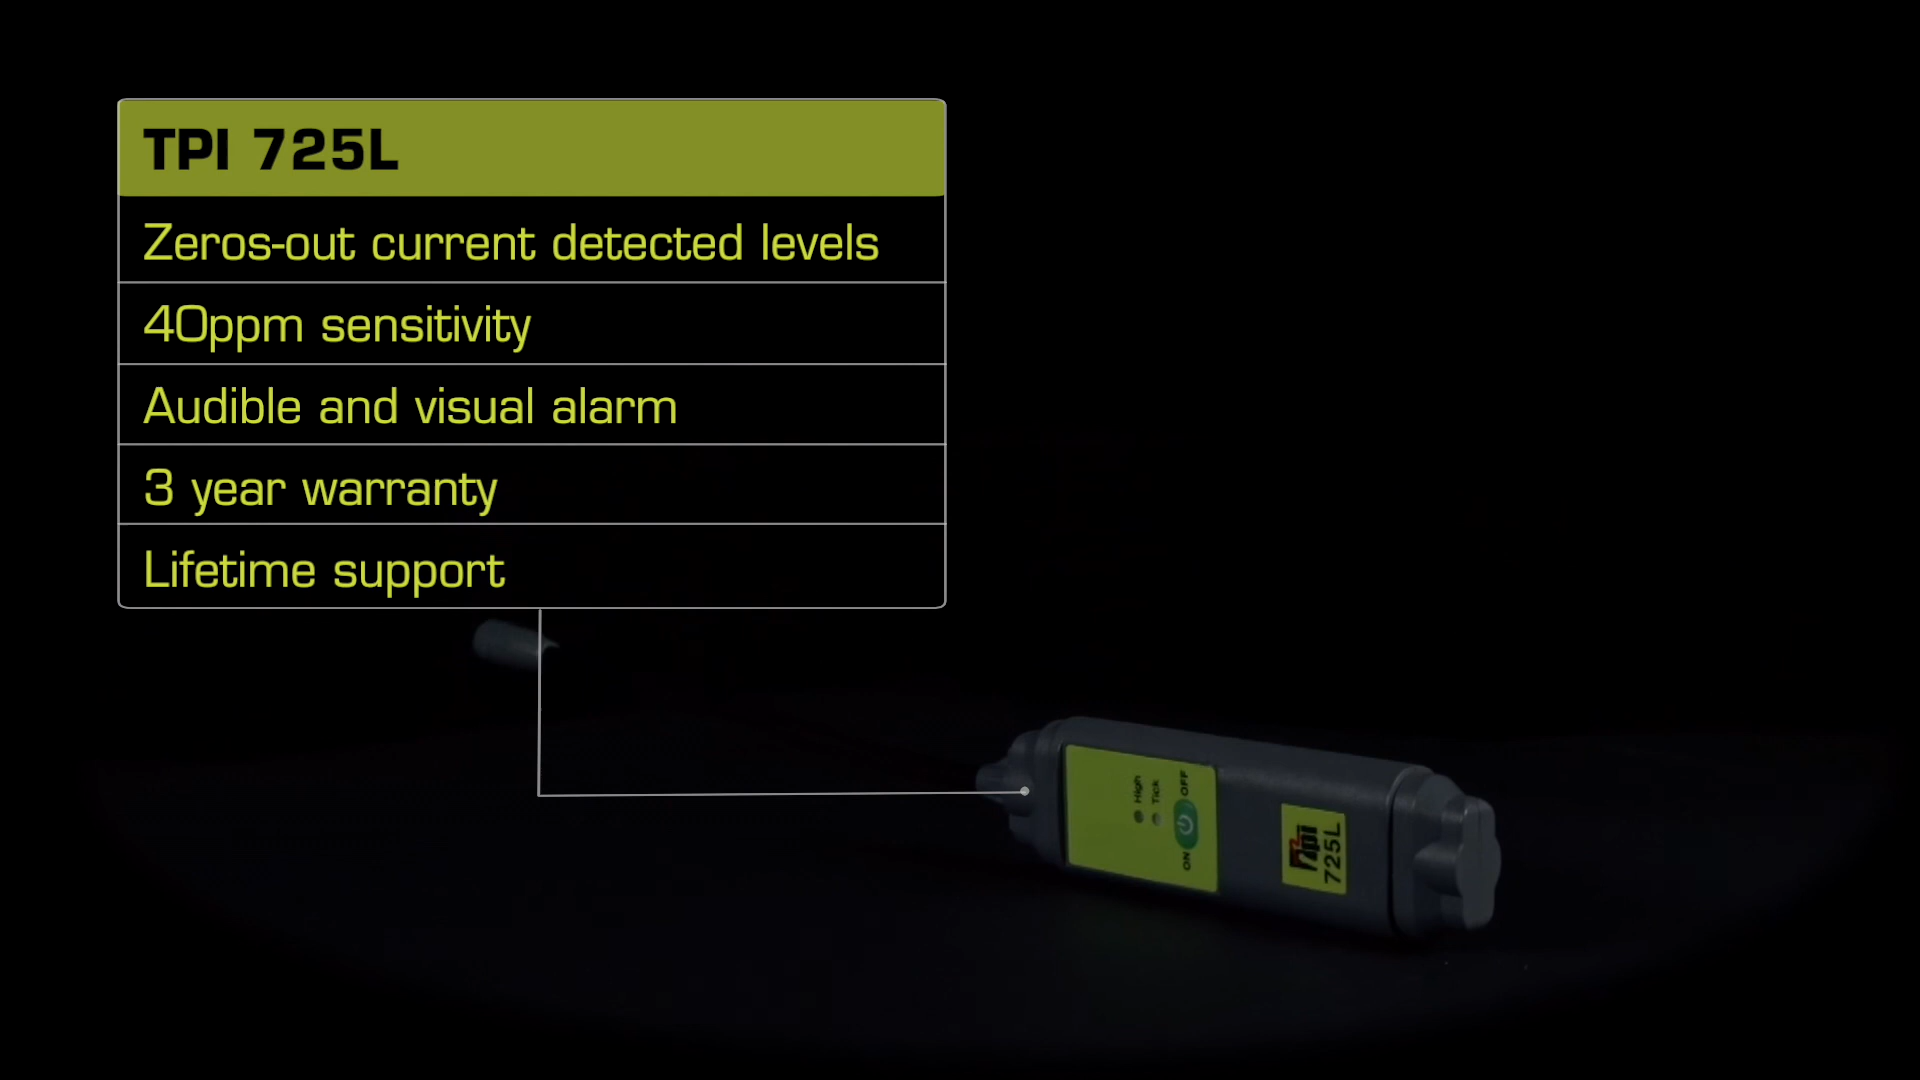 TPI 725L
Zeros-out current detected levels
40ppm sensitivity
Audible and visual alarm
3 year warranty
Lifetime support
High
Tick
ON OFF
tpi
725L